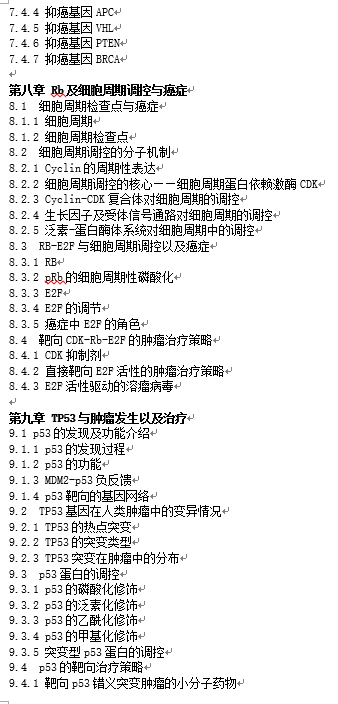 7.4.4 抑癌基因 APC
7.4.5 抑癌基因 VHL
7.4.6 抑癌基因 PTEN
7.4.7 抑癌基因 BRCA
第八章 Rb 及细胞周期调控与癌症
8.1 细胞周期检查点与癌症
8.1.1 细胞周期
8.1.2 细胞周期检查点
8.2 细胞周期调控的分子机制
8.2.1 Cyclin 的周期性表达
8.2.2 细胞周期调控的核心——细胞周期蛋白依赖激酶 CDK
8.2.3 Cyclin-CDK 复合体对细胞周期的调控
8.2.4 生长因子及受体信号通路对细胞周期的调控
8.2.5 泛素-蛋白酶体系统对细胞周期中的调控
8.3 RB-E2F 与细胞周期调控以及癌症
8.3.1 RB
8.3.2 pRb 的细胞周期性磷酸化
8.3.3 E2F
8.3.4 E2F 的调节
8.3.5 癌症中 E2F 的角色
8.4 靶向 CDK-Rb-E2F 的肿瘤治疗策略
8.4.1 CDK 抑制剂
8.4.2 直接靶向 E2F 活性的肿瘤治疗策略
8.4.3 E2F 活性驱动的溶瘤病毒
第九章 TP53 与肿瘤发生以及治疗
9.1 p53 的发现及功能介绍
9.1.1 p53 的发现过程
9.1.2 p53 的功能
9.1.3 MDM2-p53 负反馈
9.1.4 p53 靶向的基因网络
9.2 TP53 基因在人类肿瘤中的变异情况
9.2.1 TP53 的热点突变
9.2.2 TP53 的突变类型
9.2.3 TP53 突变在肿瘤中的分布
9.3 p53 蛋白的调控
9.3.1 p53 的磷酸化修饰
9.3.2 p53 的泛素化修饰
9.3.3 p53 的乙酰化修饰
9.3.4 p53 的甲基化修饰
9.3.5 突变型 p53 蛋白的调控
9.4 p53 的靶向治疗策略
9.4.1 靶向 p53 错义突变肿瘤的小分子药物